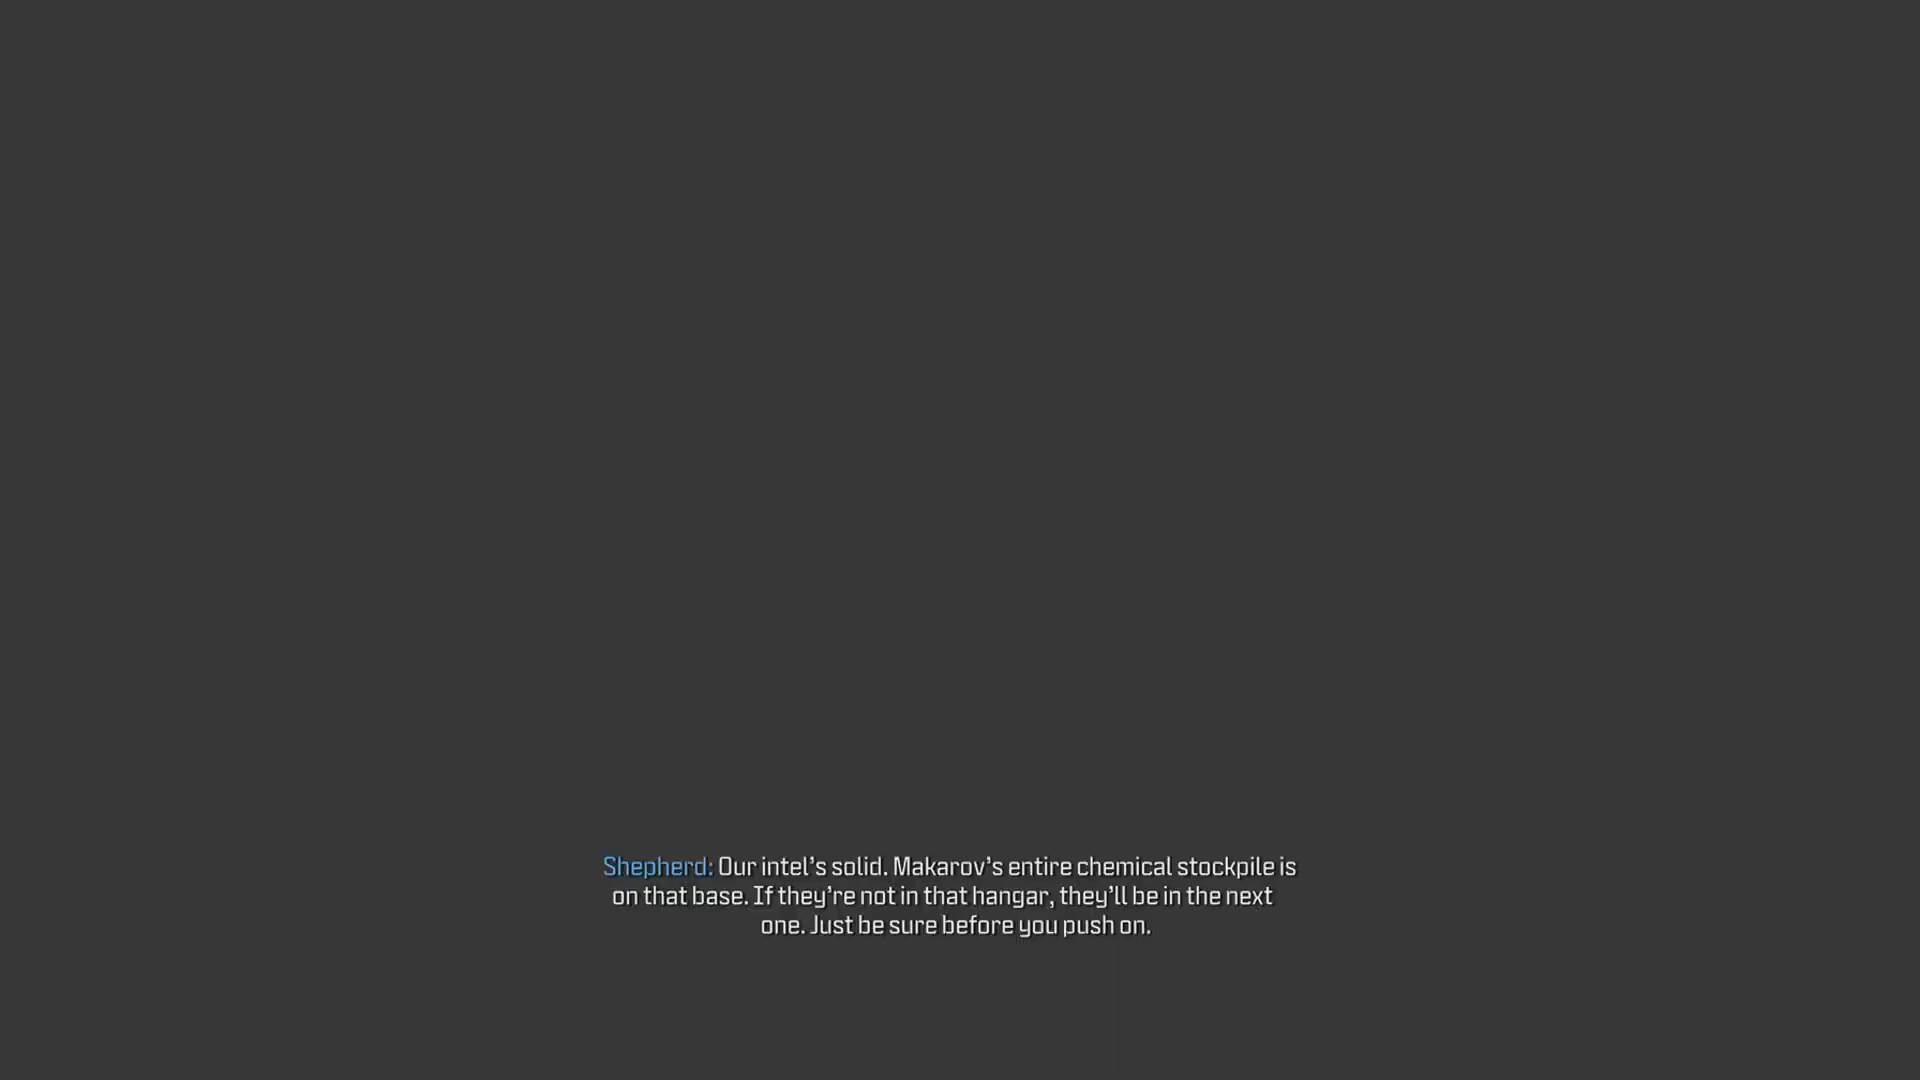 Shepherd: Our intel's solid. Makarov's entire chemical stockpile is
on that base. If they're not in that hangar, they'll be in the next
one. Just be sure before you push on.